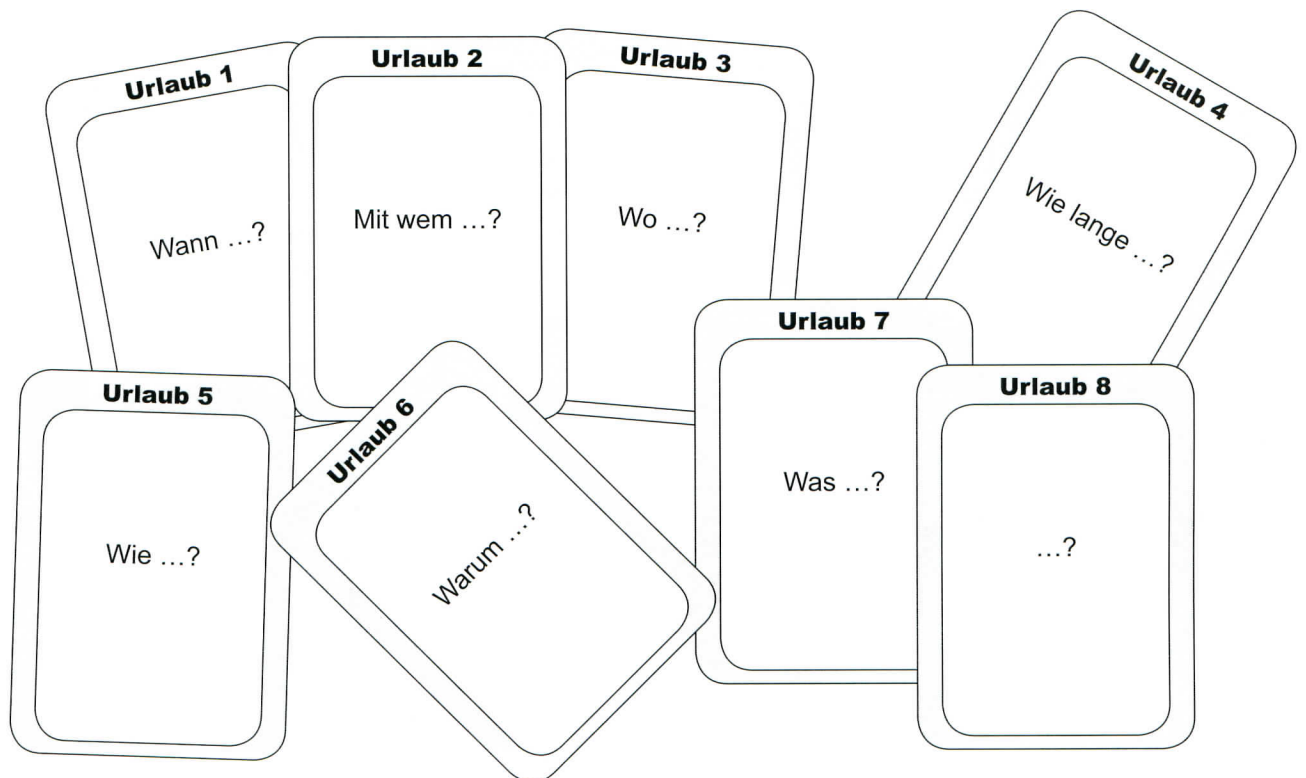 Urlaub 1
Wann …?
Urlaub 2
Mit wem …?
Urlaub 3
Wo …?
Urlaub 4
Wie lange …?
Urlaub 5
Wie …?
Urlaub 6
Warum …?
Urlaub 7
Was …?
Urlaub 8
…?